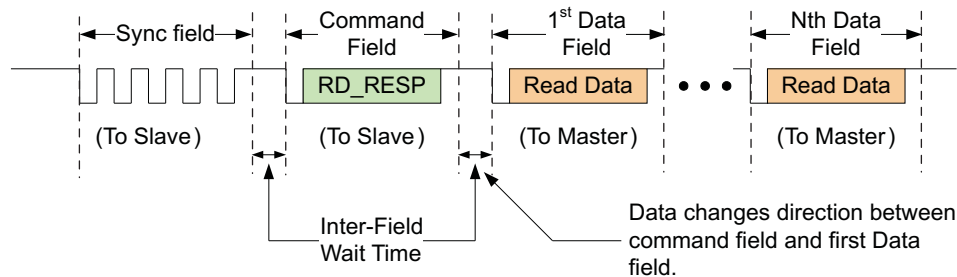 Sync field
Command
Field
1st Data
Field
Nth Data
Field
RD_RESP
Read Data
Read Data
(To Slave)
(To Slave)
(To Master)
(To Master)
Inter-Field
Wait Time
Data changes direction between
command field and first Data
field.